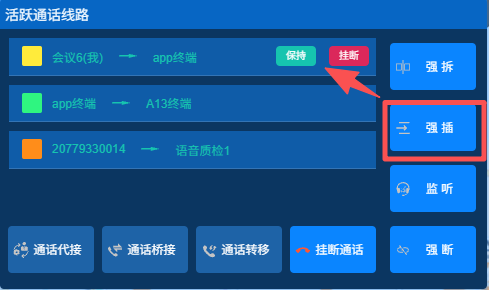 活跃通话线路
会议6(我) app终端 保持 挂断
强 拆
app终端 A13终端
强 插
20779330014 语音质检1
监 听
通话代接 通话桥接 通话转移 挂断通话 强 断